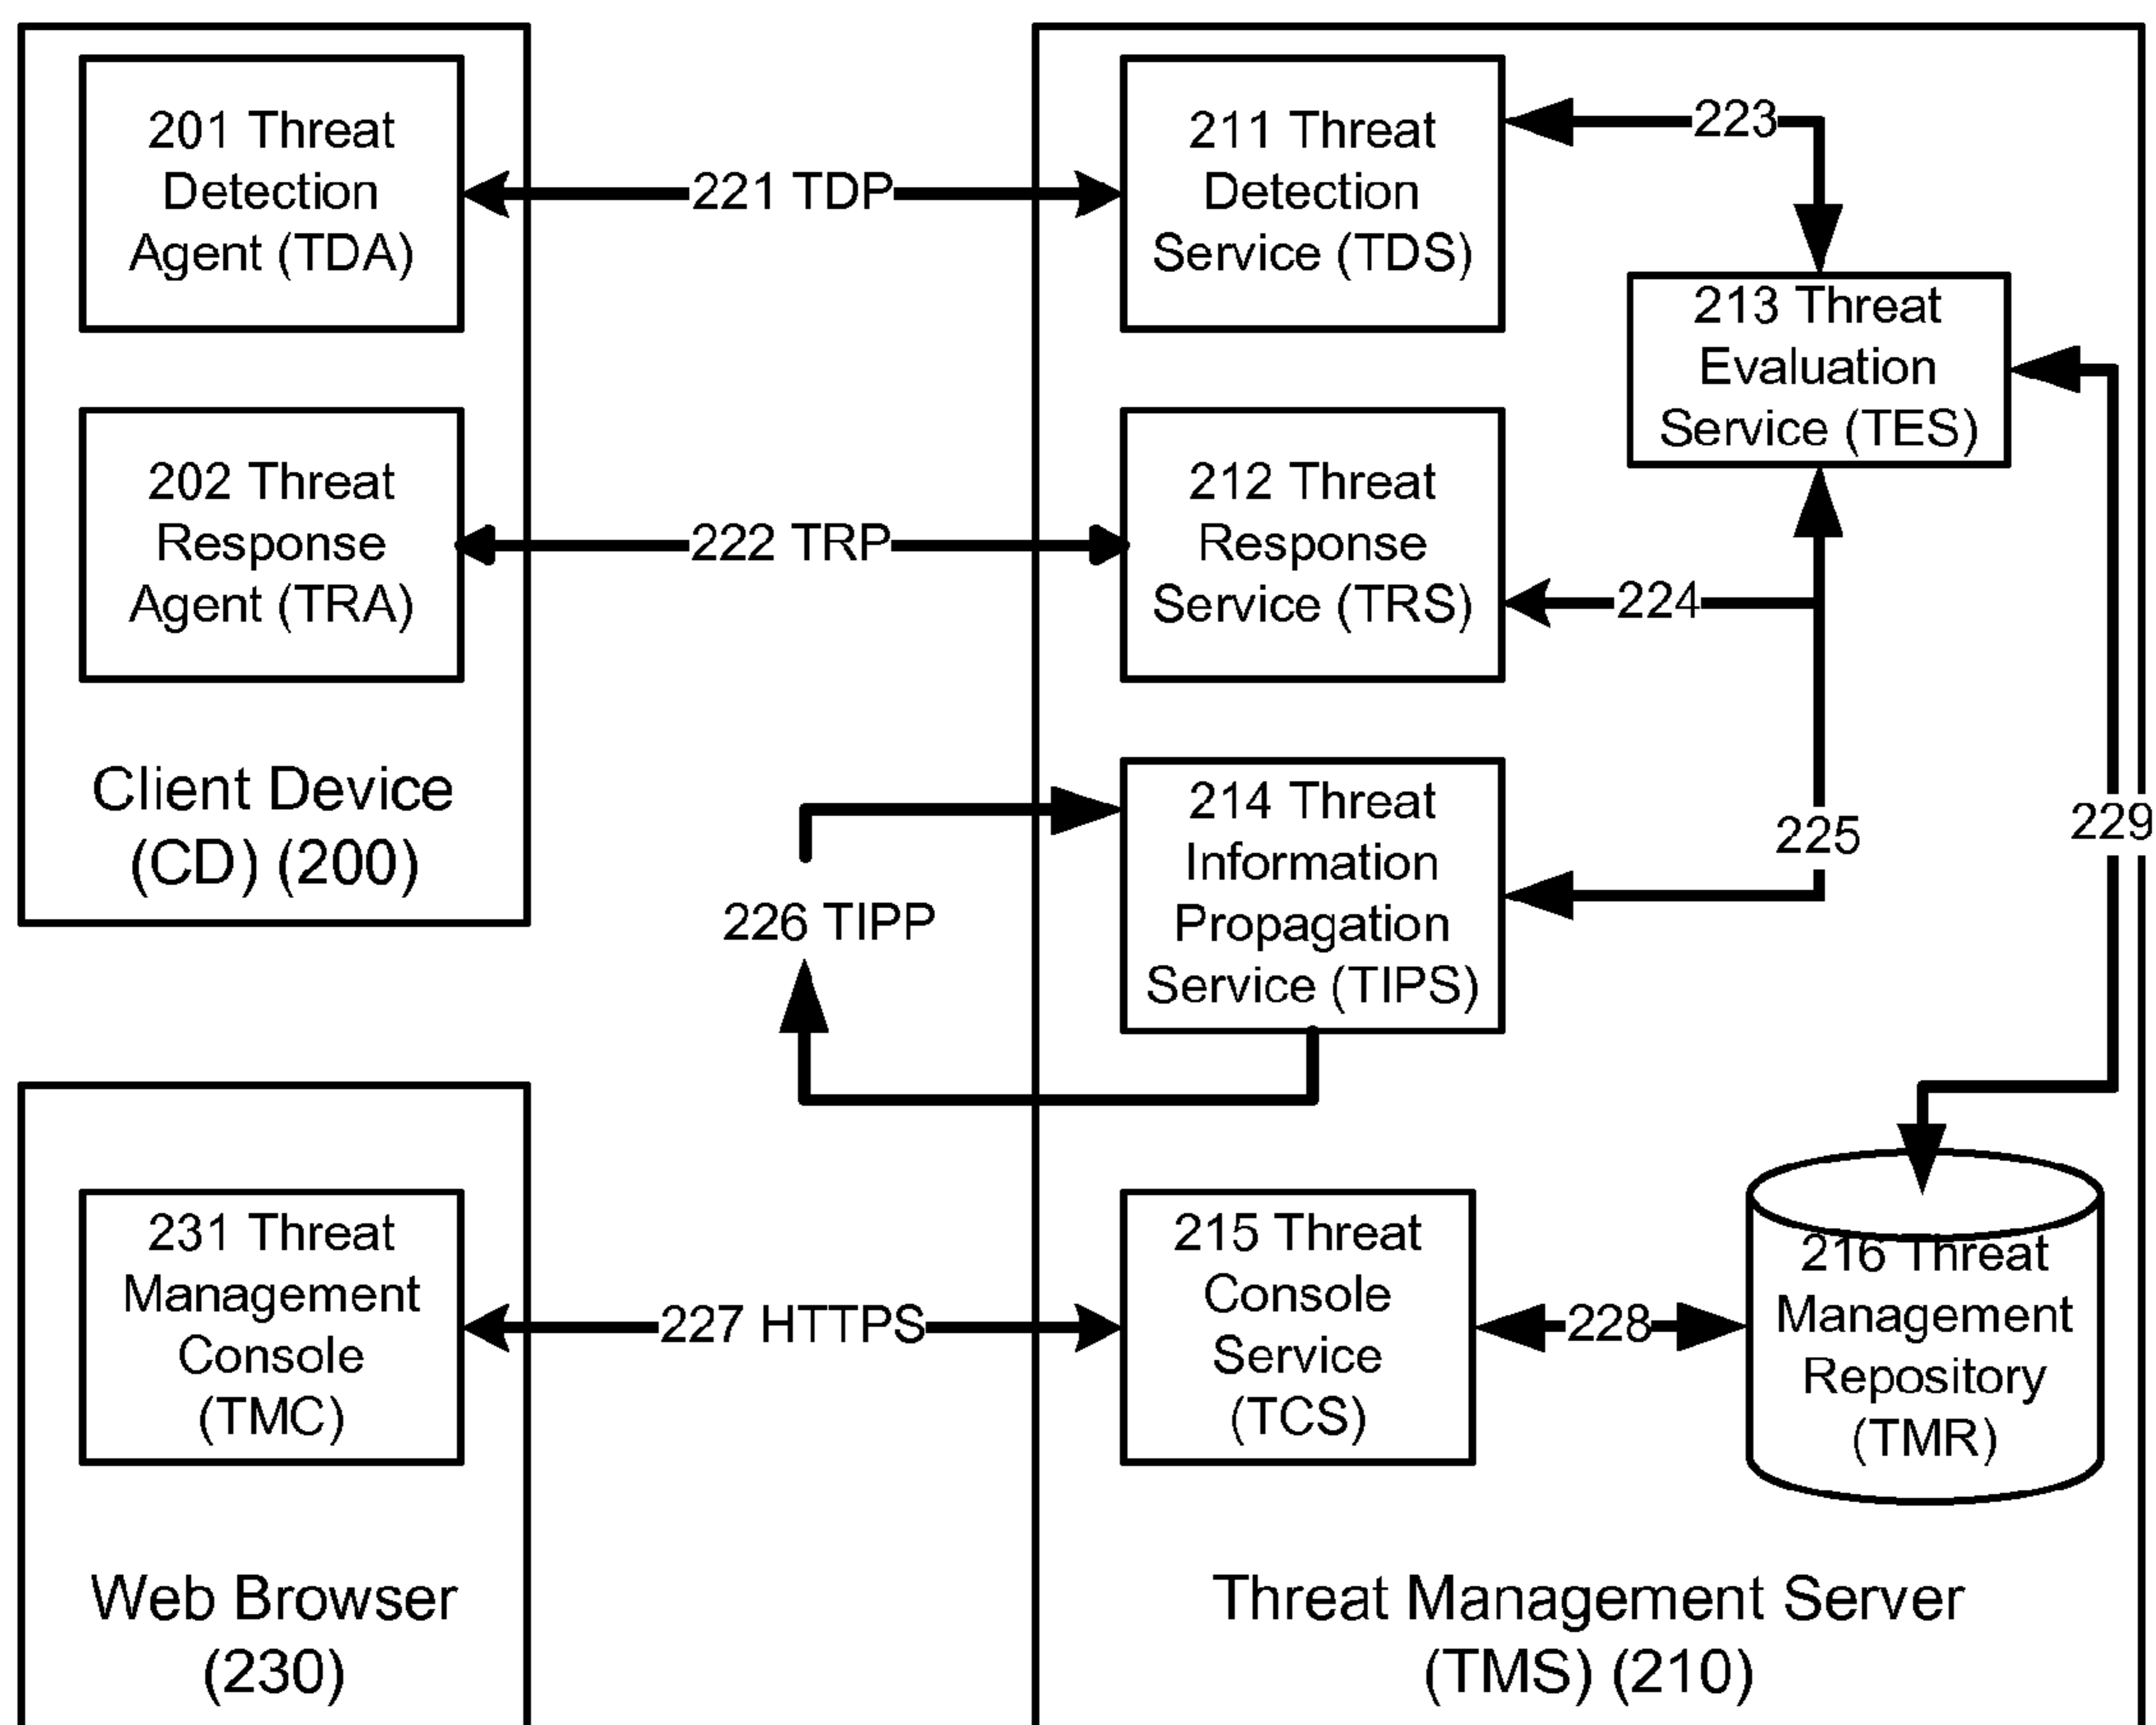 201 Threat
Detection
Agent (TDA)
221 TDP
211 Threat
Detection
Service (TDS)
223
213 Threat
Evaluation
Service (TES)
202 Threat
Response
Agent (TRA)
222 TRP
212 Threat
Response
Service (TRS)
224
Client Device
(CD) (200)
226 TIPP
214 Threat
Information
Propagation
Service (TIPS)
225
229
231 Threat
Management
Console
(TMC)
227 HTTPS
215 Threat
Console
Service
(TCS)
228
216 Threat
Management
Repository
(TMR)
Web Browser
(230)
Threat Management Server
(TMS) (210)